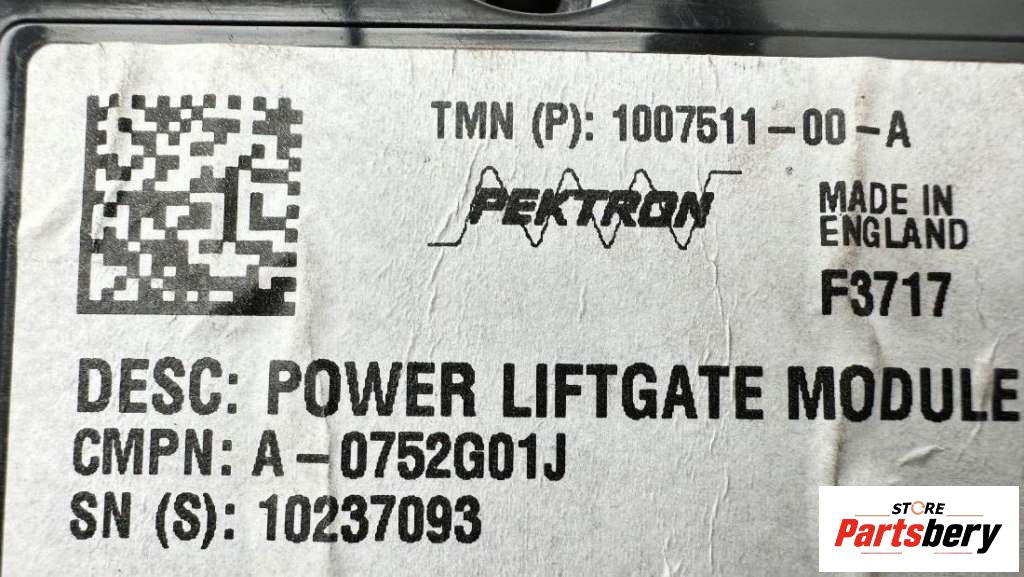 TMN (P): 1007511-00-A
PEKTRON
MADE IN
ENGLAND
F3717
DESC: POWER LIFTGATE MODULE
CMPN: A-0752G01J
SN (S): 10237093
STORE
Partsbery